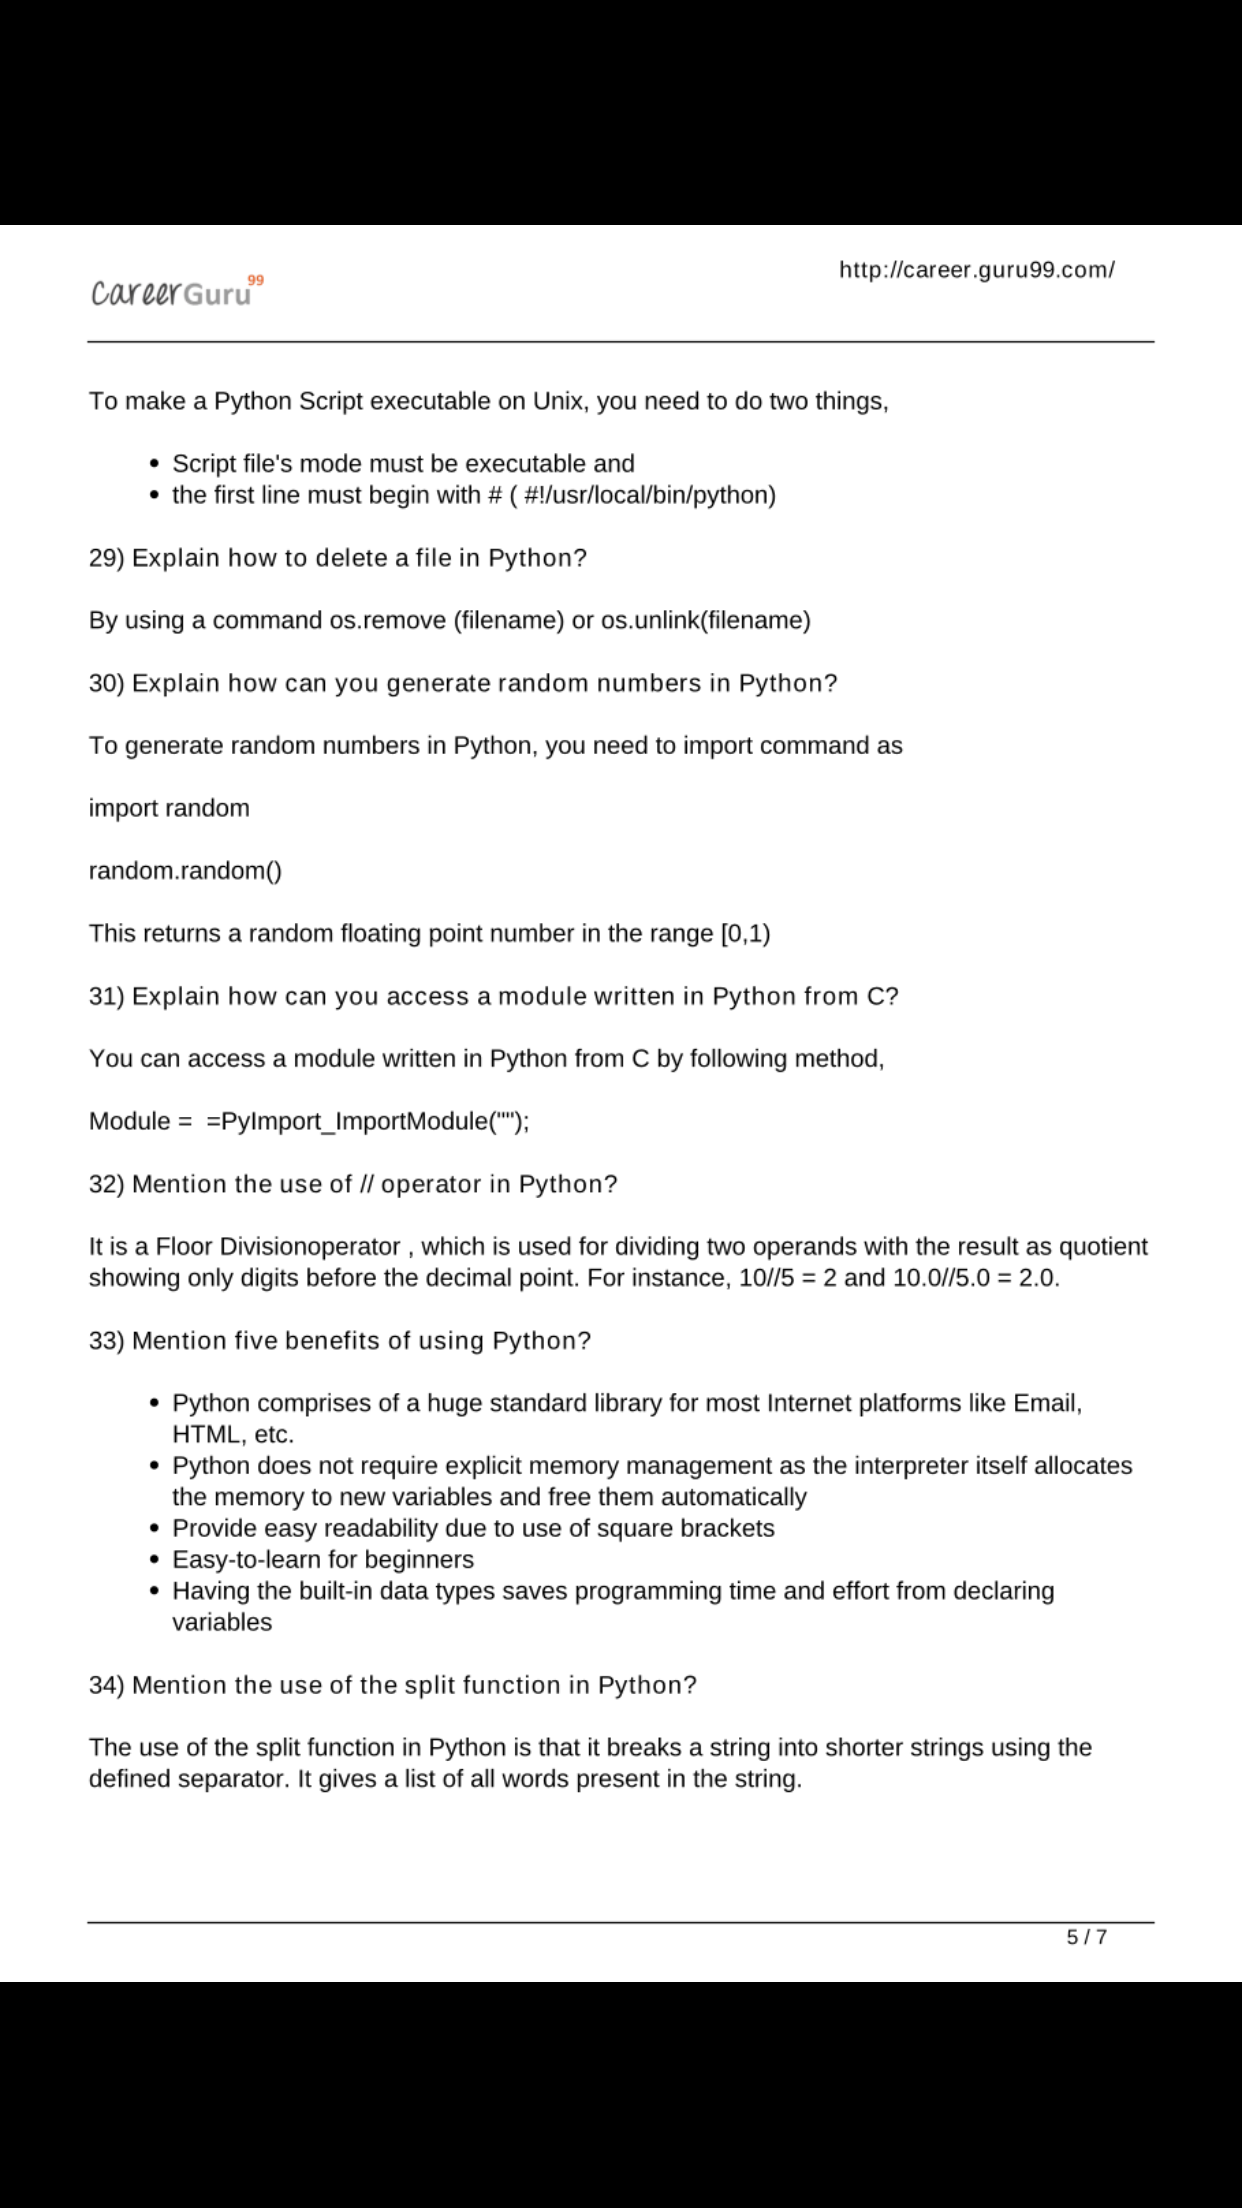 http://career.guru99.com/
CareerGuru99
To make a Python Script executable on Unix, you need to do two things,
• Script file's mode must be executable and
• the first line must begin with # ( #!/usr/local/bin/python)
29) Explain how to delete a file in Python?
By using a command os.remove (filename) or os.unlink(filename)
30) Explain how can you generate random numbers in Python?
To generate random numbers in Python, you need to import command as
import random
random.random()
This returns a random floating point number in the range [0,1)
31) Explain how can you access a module written in Python from C?
You can access a module written in Python from C by following method,
Module =  =PyImport_ImportModule("");
32) Mention the use of // operator in Python?
It is a Floor Divisionoperator , which is used for dividing two operands with the result as quotient
showing only digits before the decimal point. For instance, 10//5 = 2 and 10.0//5.0 = 2.0.
33) Mention five benefits of using Python?
• Python comprises of a huge standard library for most Internet platforms like Email,
HTML, etc.
• Python does not require explicit memory management as the interpreter itself allocates
the memory to new variables and free them automatically
• Provide easy readability due to use of square brackets
• Easy-to-learn for beginners
• Having the built-in data types saves programming time and effort from declaring
variables
34) Mention the use of the split function in Python?
The use of the split function in Python is that it breaks a string into shorter strings using the
defined separator. It gives a list of all words present in the string.
5 / 7